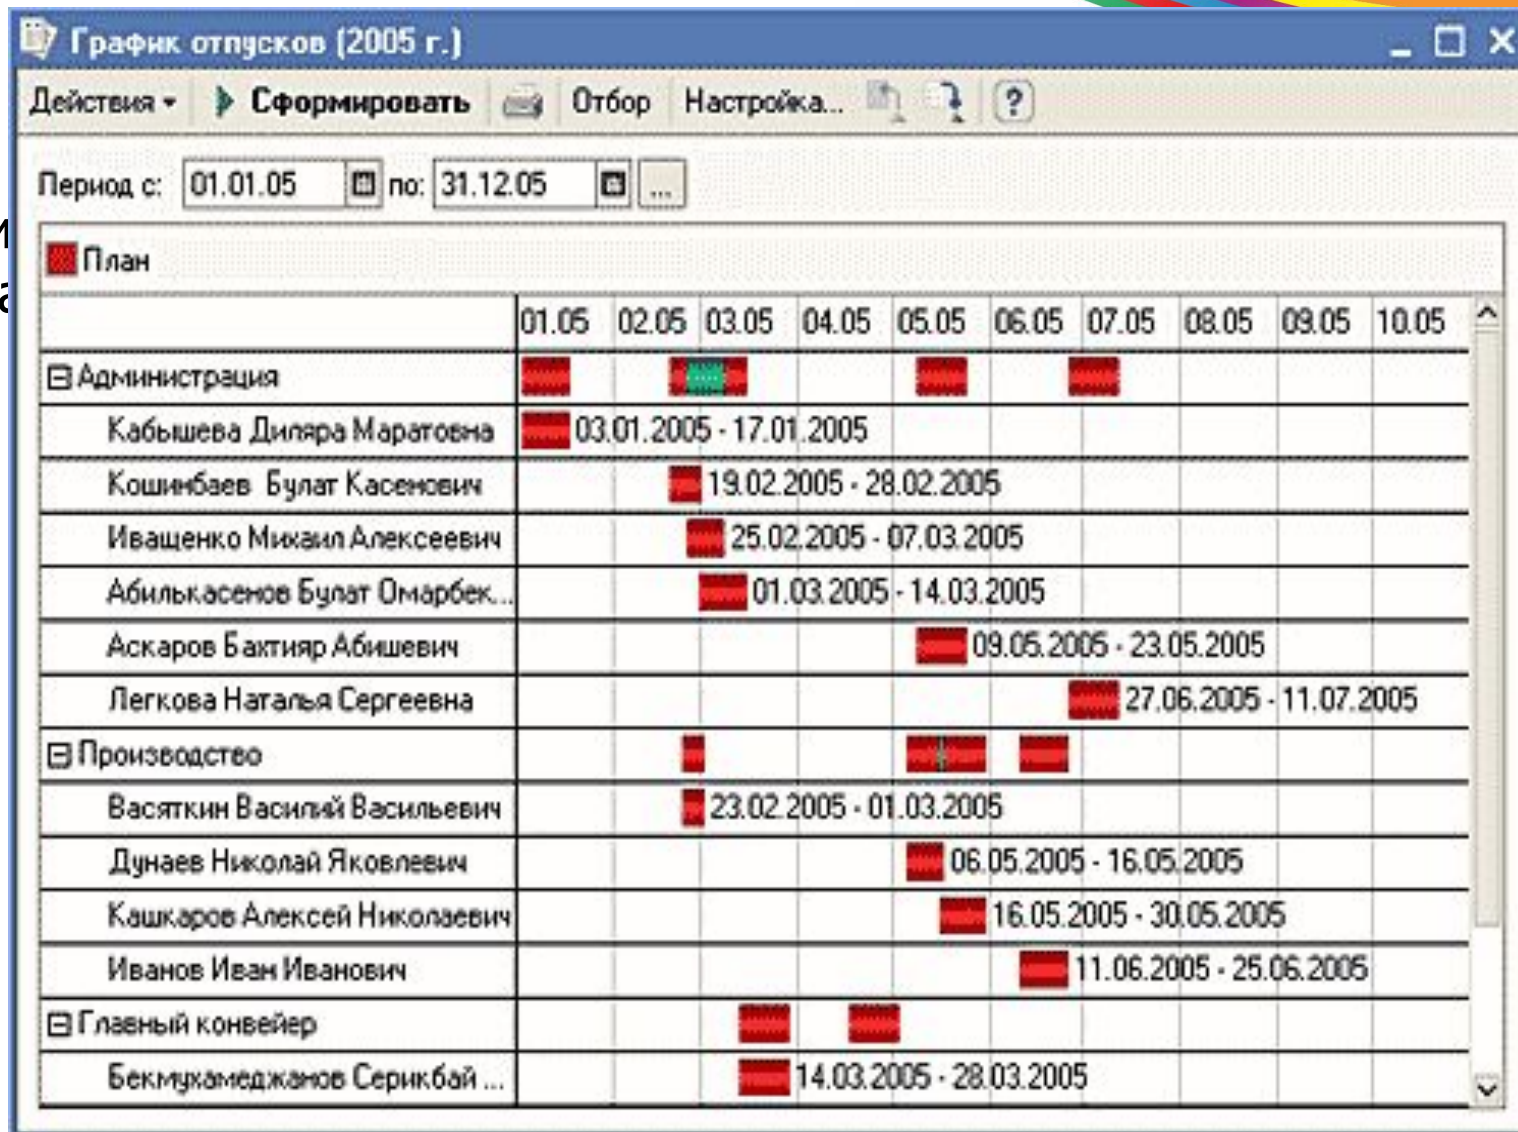 График отпусков (2005 г.)
Действия Сформировать Отбор Настройка... ?
Период с: 01.01.05 по: 31.12.05 ...
План
01.05 02.05 03.05 04.05 05.05 06.05 07.05 08.05 09.05 10.05
Администрация
Кабышева Диляра Маратовна 03.01.2005 - 17.01.2005
Кошинбаев Булат Касенович 19.02.2005 - 28.02.2005
Иващенко Михаил Алексеевич 25.02.2005 - 07.03.2005
Абилькасенов Булат Омарбек... 01.03.2005 - 14.03.2005
Аскаров Бахтияр Абишевич 09.05.2005 - 23.05.2005
Легкова Наталья Сергеевна 27.06.2005 - 11.07.2005
Производство
Васяткин Василий Васильевич 23.02.2005 - 01.03.2005
Дунаев Николай Яковлевич 06.05.2005 - 16.05.2005
Кашкаров Алексей Николаевич 16.05.2005 - 30.05.2005
Иванов Иван Иванович 11.06.2005 - 25.06.2005
Главный конвейер
Бекмухамеджанов Серикбай ... 14.03.2005 - 28.03.2005